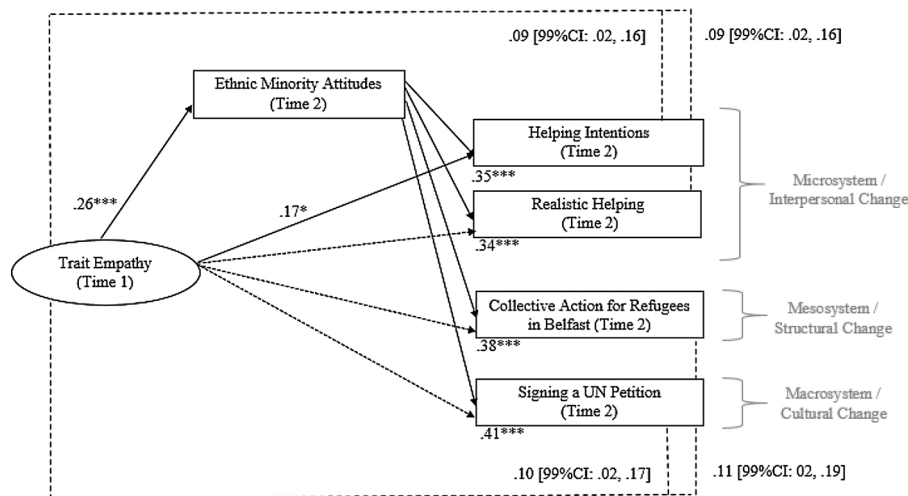 .09 [99%CI: .02, .16]
.09 [99%CI: .02, .16]
Ethnic Minority Attitudes
(Time 2)
Helping Intentions
(Time 2)
.35***
Microsystem /
Interpersonal Change
.26***
.17*
Realistic Helping
(Time 2)
.34***
Trait Empathy
(Time 1)
Collective Action for Refugees
in Belfast (Time 2)
.38***
Mesosystem /
Structural Change
Signing a UN Petition
(Time 2)
.41***
Macrosystem /
Cultural Change
.10 [99%CI: .02, .17]
.11 [99%CI: 02, .19]